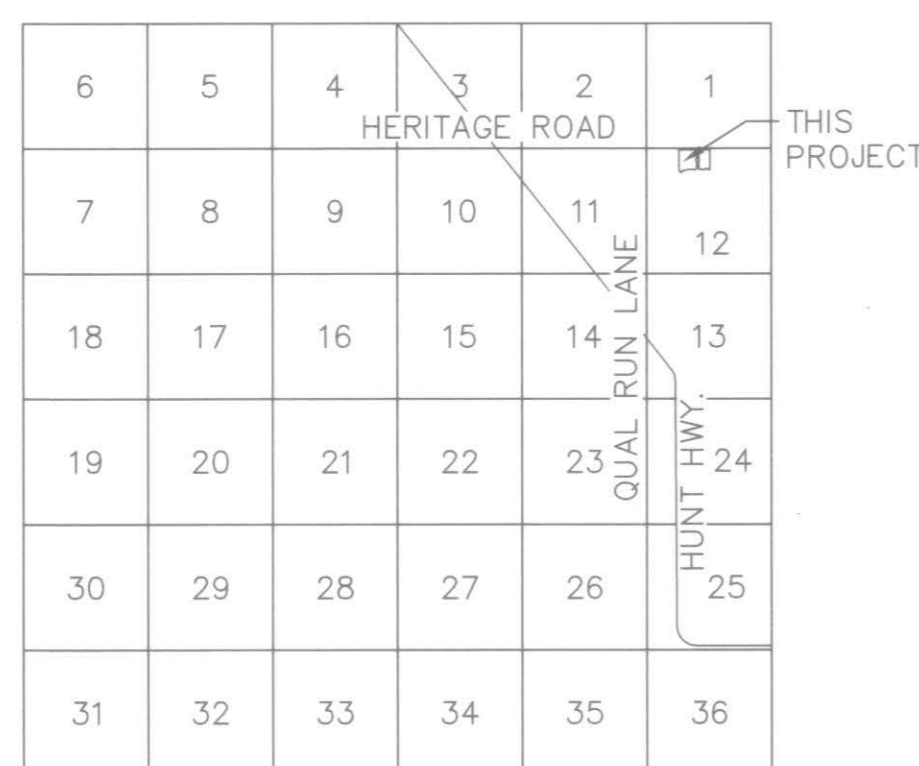 6 5 4 3 2 1
HERITAGE ROAD
THIS
PROJECT
7 8 9 10 11 12
QUAL RUN LANE
18 17 16 15 14 13
HUNT HWY.
19 20 21 22 23 24
30 29 28 27 26 25
31 32 33 34 35 36